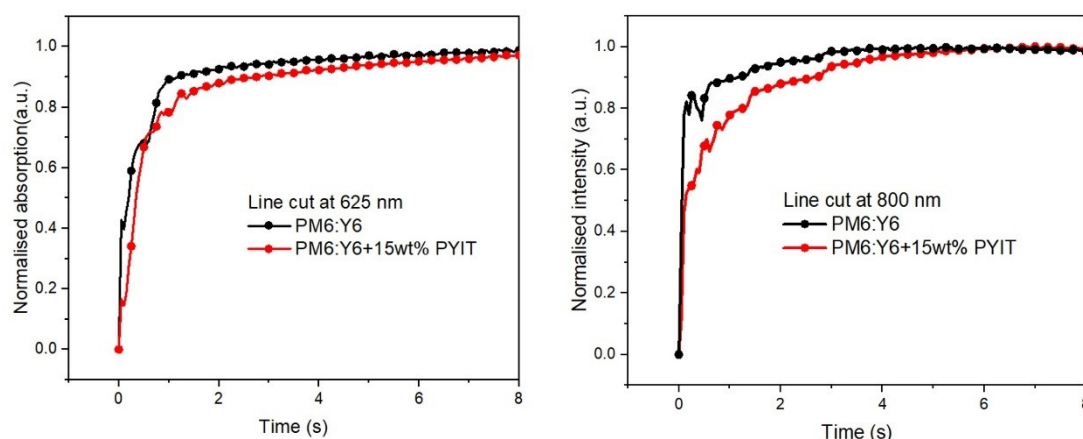 Normalised absorption(a.u.)
1.0
0.8
0.6
0.4
0.2
0.0
Line cut at 625 nm
PM6:Y6
PM6:Y6+15wt% PYIT
0
2
4
6
8
Time (s)
Normalised intensity (a.u.)
1.0
0.8
0.6
0.4
0.2
0.0
Line cut at 800 nm
PM6:Y6
PM6:Y6+15wt% PYIT
0
2
4
6
8
Time (s)